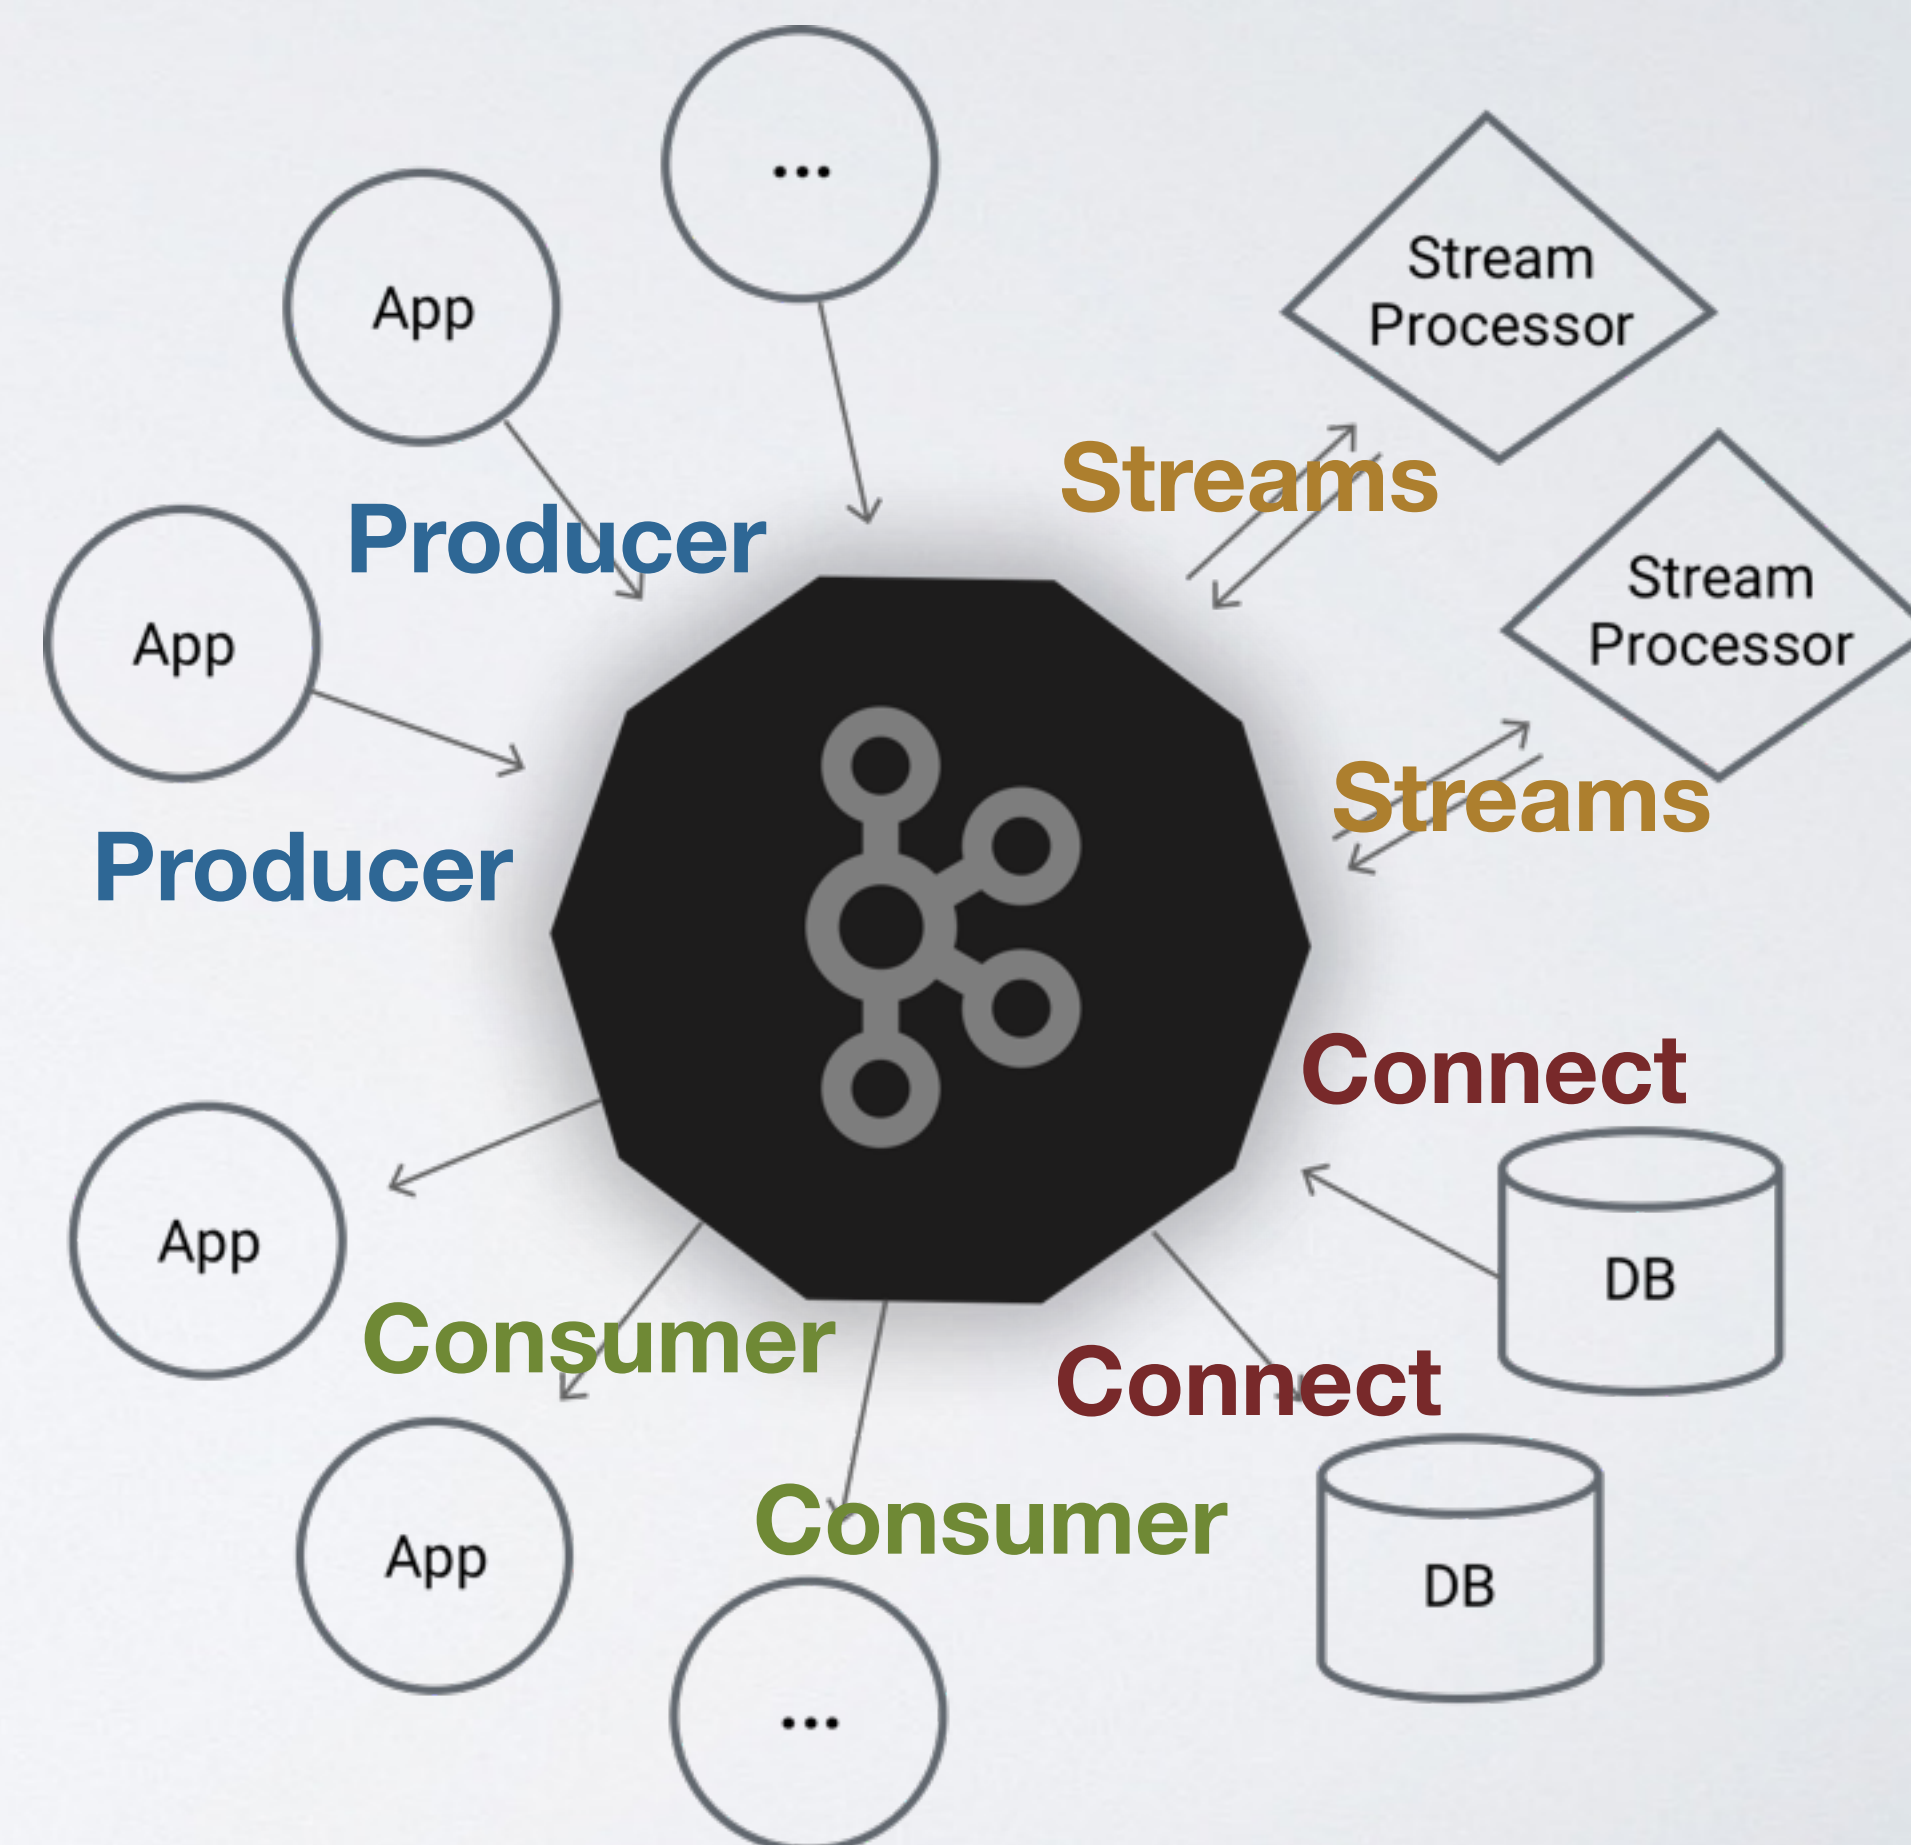 ...
App
Stream
Processor
Streams
Producer
App
Stream
Processor
Streams
Producer
Connect
App
DB
Consumer
Connect
Consumer
App
DB
...